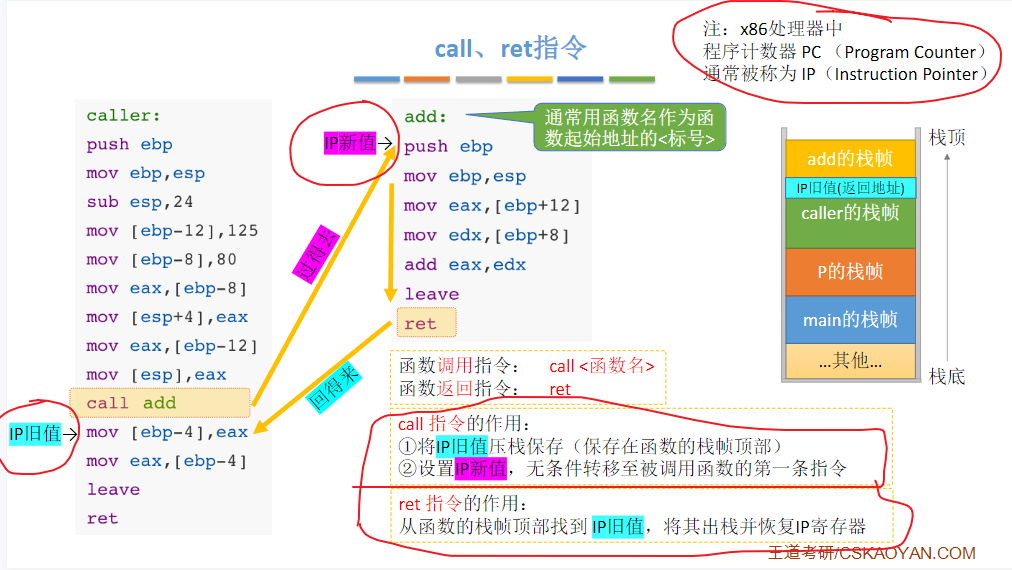 call、ret指令
注：x86处理器中
程序计数器 PC （Program Counter）
通常被称为 IP（Instruction Pointer）
caller:
push ebp
mov ebp,esp
sub esp,24
mov [ebp-12],125
mov [ebp-8],80
mov eax,[ebp-8]
mov [esp+4],eax
mov eax,[ebp-12]
mov [esp],eax
call add
IP旧值→
mov [ebp-4],eax
mov eax,[ebp-4]
leave
ret
过得去
回得来
IP新值→
add:
push ebp
mov ebp,esp
mov eax,[ebp+12]
mov edx,[ebp+8]
add eax,edx
leave
ret
通常用函数名作为函
数起始地址的<标号>
栈顶
add的栈帧
IP旧值(返回地址)
caller的栈帧
P的栈帧
main的栈帧
...其他...
栈底
函数调用指令： call <函数名>
函数返回指令： ret
call 指令的作用：
①将IP旧值压栈保存（保存在函数的栈帧顶部）
②设置IP新值，无条件转移至被调用函数的第一条指令
ret 指令的作用：
从函数的栈帧顶部找到 IP旧值，将其出栈并恢复IP寄存器
王道考研/CSKAOYAN.COM